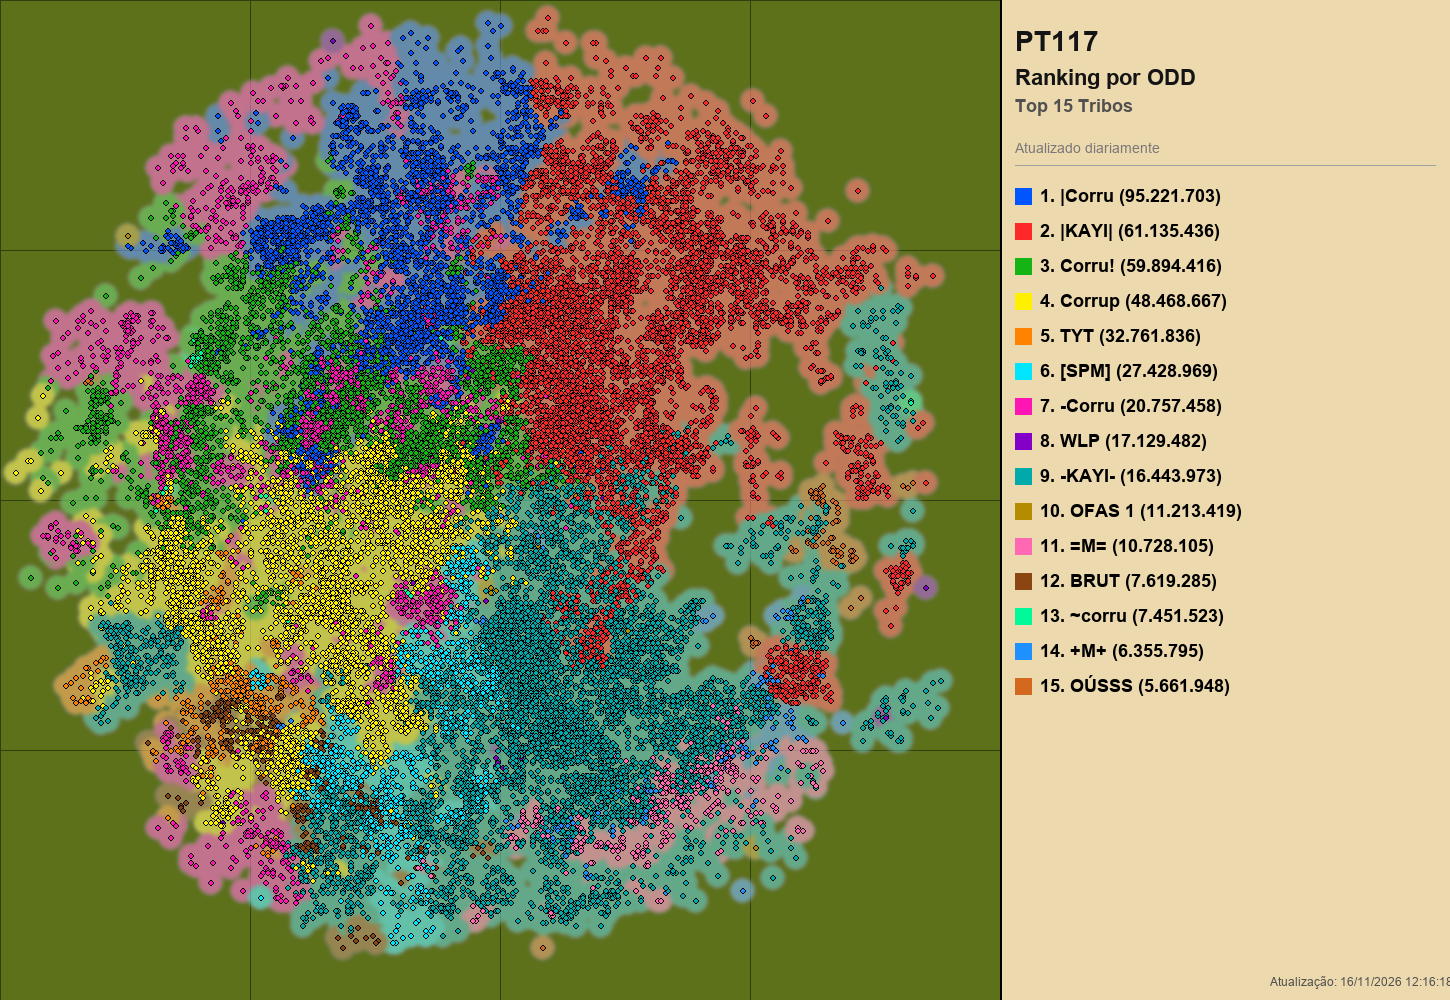 PT117
Ranking por ODD
Top 15 Tribos
Atualizado diariamente
1. |Corru (95.221.703)
2. |KAYI| (61.135.436)
3. Corru! (59.894.416)
4. Corrup (48.468.667)
5. TYT (32.761.836)
6. [SPM] (27.428.969)
7. -Corru (20.757.458)
8. WLP (17.129.482)
9. -KAYI- (16.443.973)
10. OFAS 1 (11.213.419)
11. =M= (10.728.105)
12. BRUT (7.619.285)
13. ~corru (7.451.523)
14. +M+ (6.355.795)
15. OÚSSS (5.661.948)
Atualização: 16/11/2026 12:16:18